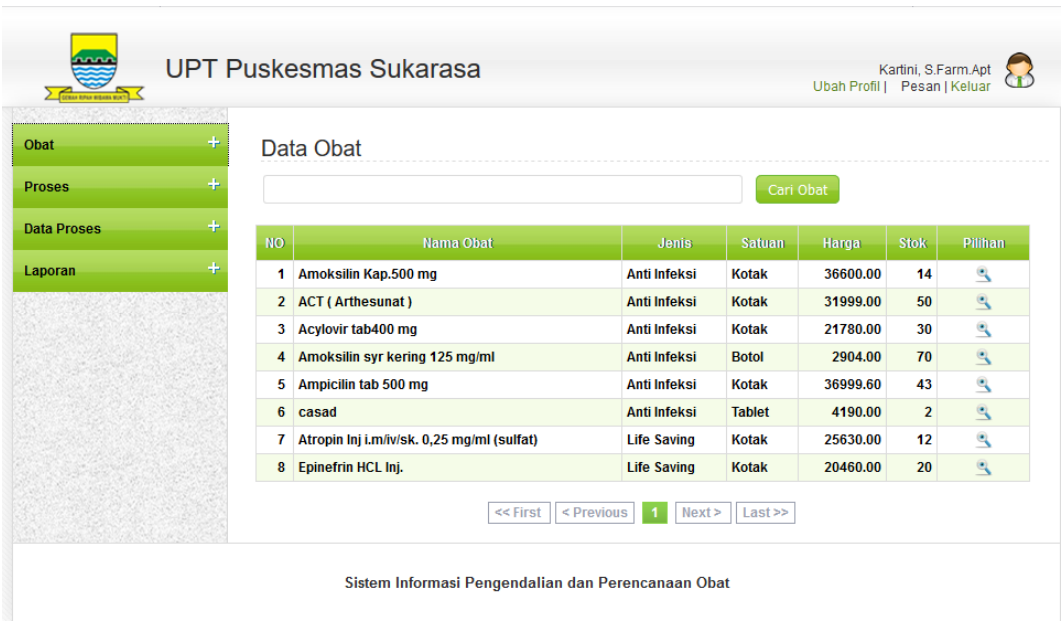 UPT Puskesmas Sukarasa
Kartini, S.Farm.Apt
Ubah Profil | Pesan | Keluar
Obat +
Proses +
Data Proses +
Laporan +
Data Obat
Cari Obat
NO Nama Obat Jenis Satuan Harga Stok Pilihan
1 Amoksilin Kap.500 mg Anti Infeksi Kotak 36600.00 14
2 ACT ( Arthesunat ) Anti Infeksi Kotak 31999.00 50
3 Acylovir tab400 mg Anti Infeksi Kotak 21780.00 30
4 Amoksilin syr kering 125 mg/ml Anti Infeksi Botol 2904.00 70
5 Ampicilin tab 500 mg Anti Infeksi Kotak 36999.60 43
6 casad Anti Infeksi Tablet 4190.00 2
7 Atropin Inj i.m/iv/sk. 0,25 mg/ml (sulfat) Life Saving Kotak 25630.00 12
8 Epinefrin HCL Inj. Life Saving Kotak 20460.00 20
<< First < Previous 1 Next > Last >>
Sistem Informasi Pengendalian dan Perencanaan Obat